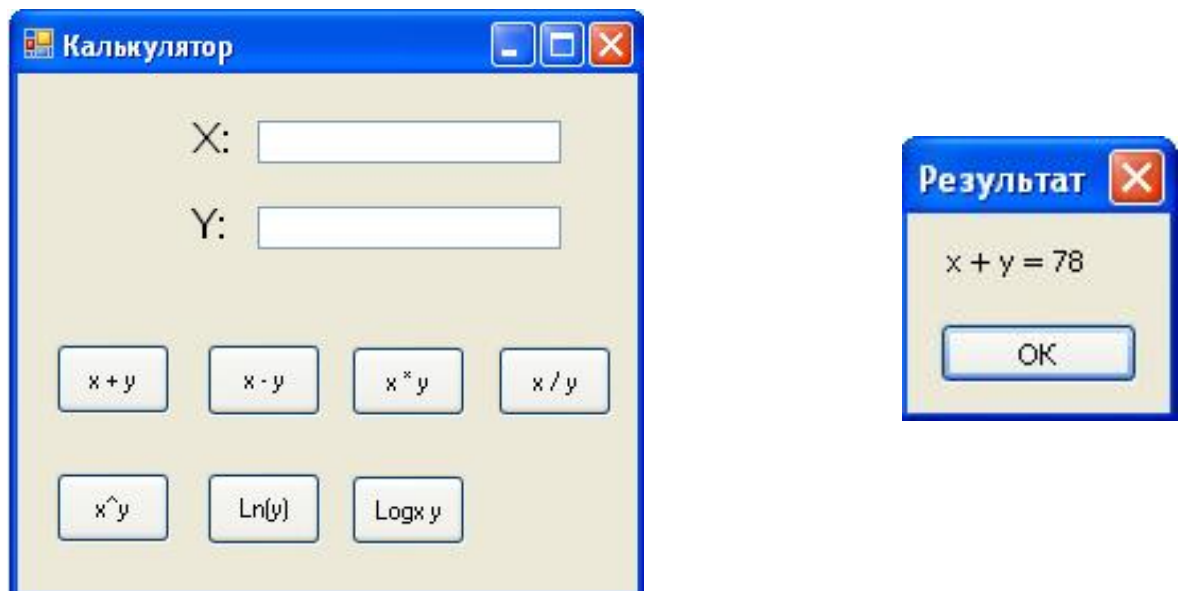 Калькулятор
X:
Y:
x + y
x - y
x * y
x / y
x^y
Ln(y)
Logx y
Результат
x + y = 78
OK